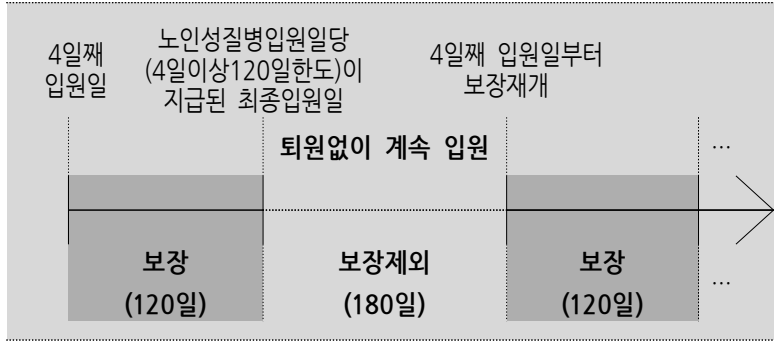 4일째
입원일
노인성질병입원일당
(4일이상120일한도)이
지급된 최종입원일
4일째 입원일부터
보장재개
퇴원없이 계속 입원
…
보장
(120일)
보장제외
(180일)
보장
(120일)
…